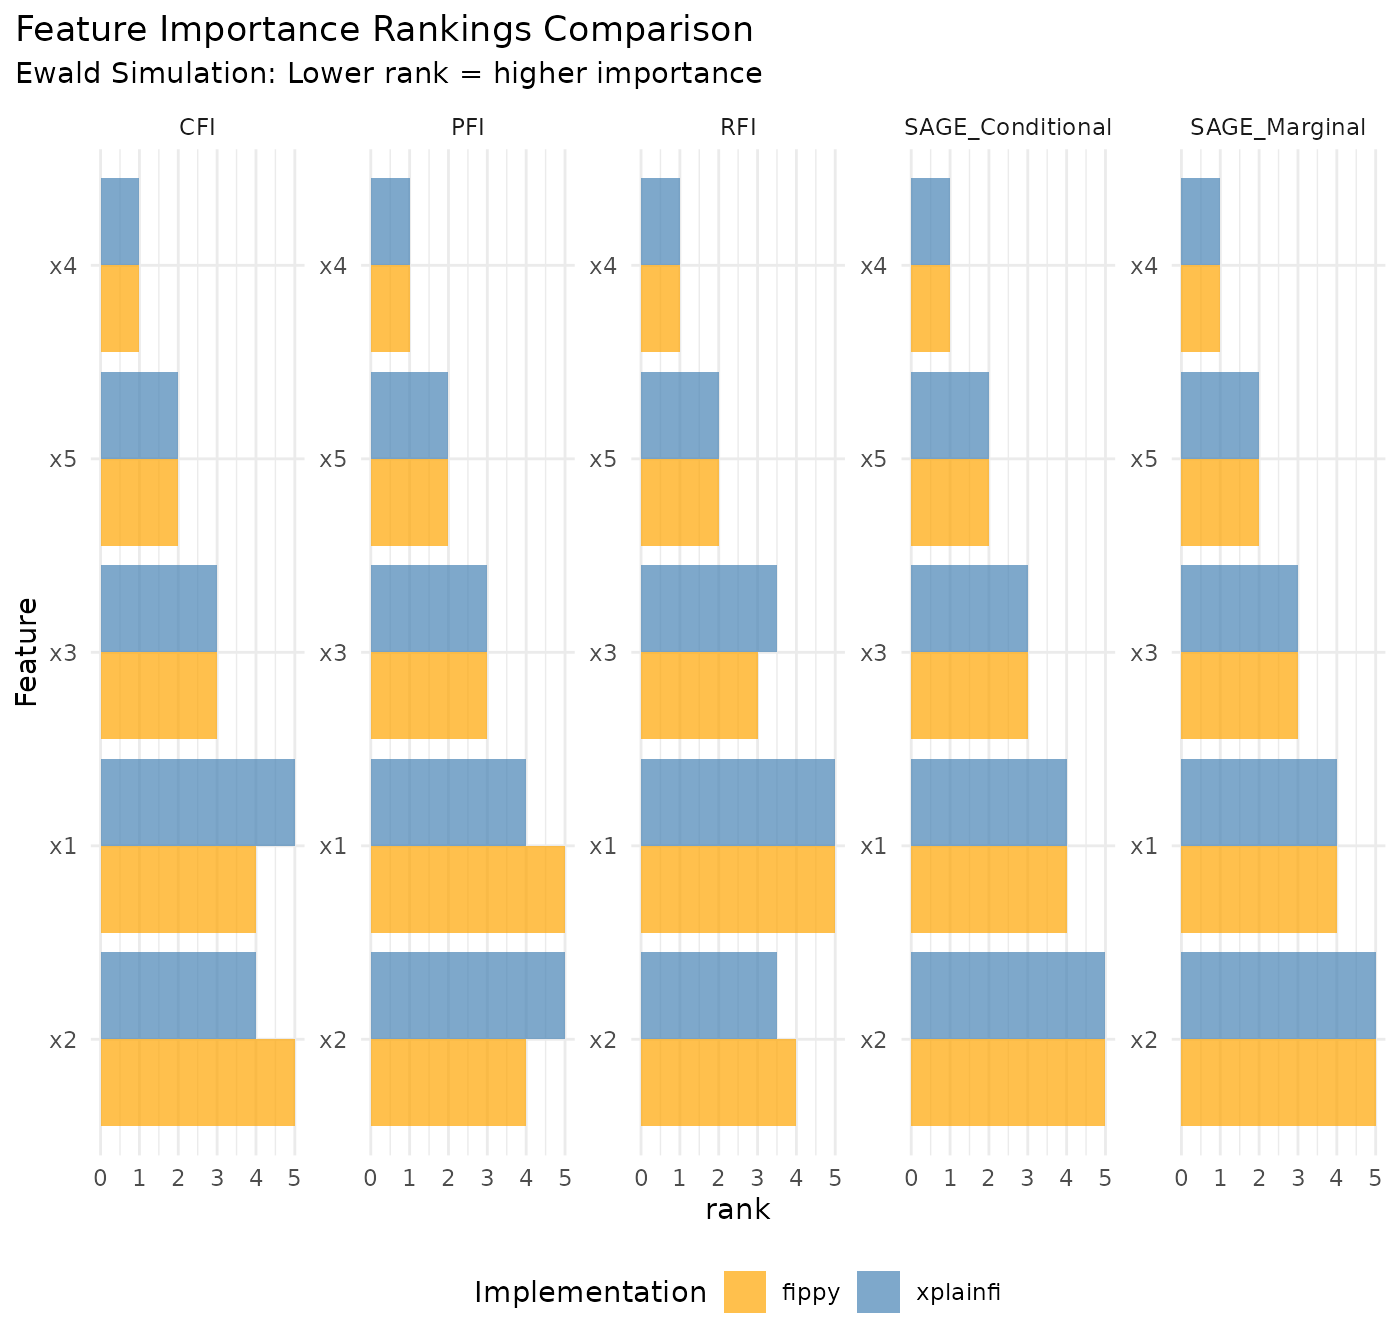 Feature Importance Rankings Comparison
Ewald Simulation: Lower rank = higher importance
CFI PFI RFI SAGE_Conditional SAGE_Marginal
x4 x4 x4 x4 x4
x5 x5 x5 x5 x5
Feature
x3 x3 x3 x3 x3
x1 x1 x1 x1 x1
x2 x2 x2 x2 x2
0 1 2 3 4 5 0 1 2 3 4 5 0 1 2 3 4 5 0 1 2 3 4 5 0 1 2 3 4 5
rank
Implementation fippy xplainfi